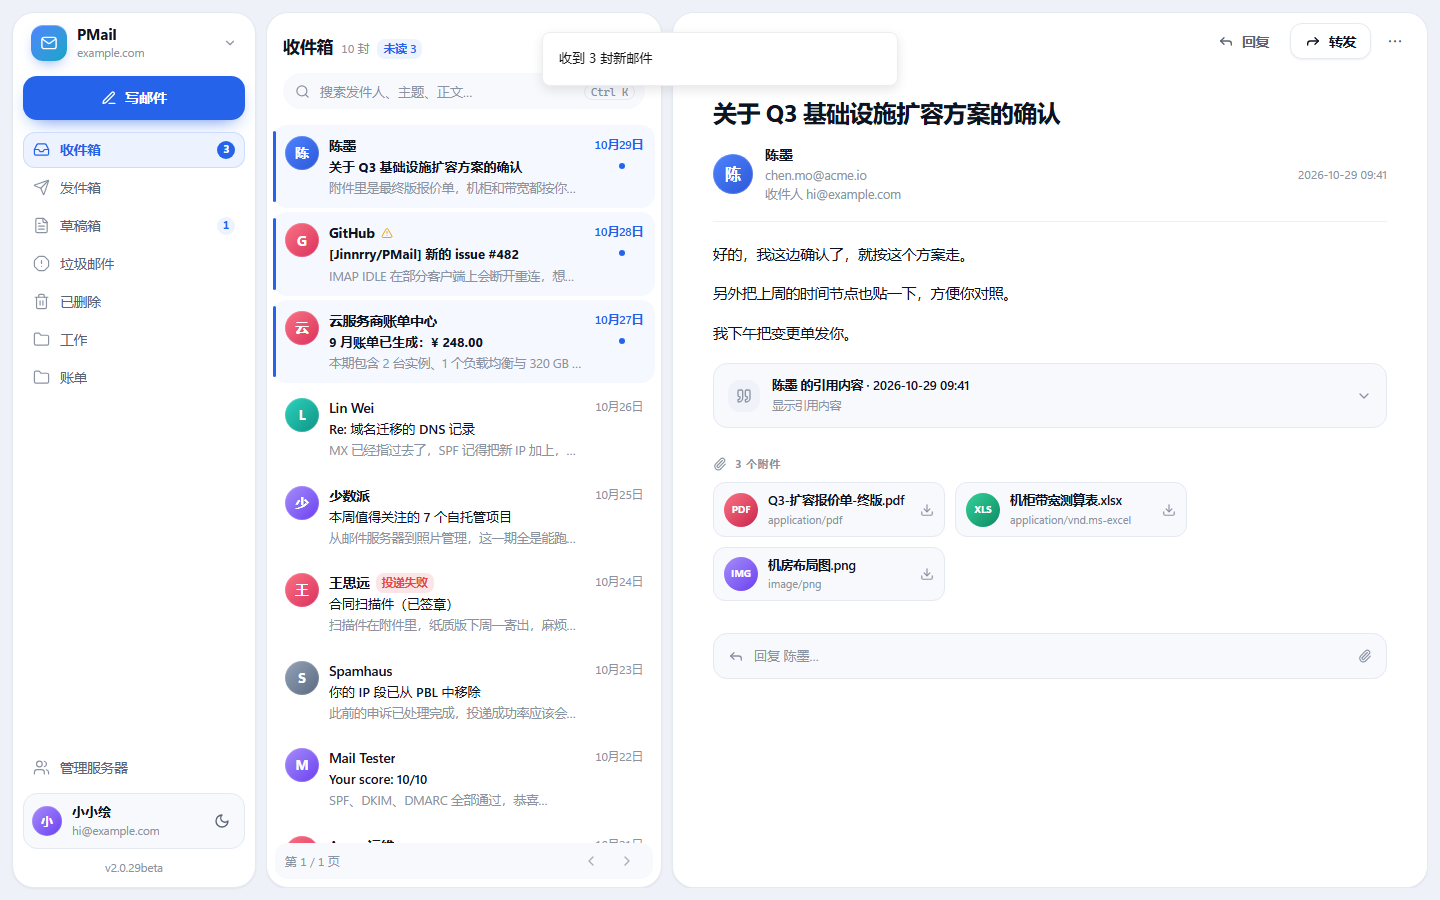 PMail
example.com
写邮件
收件箱
3
发件箱
草稿箱
1
垃圾邮件
已删除
工作
账单
管理服务器
小
小小绘
hi@example.com
v2.0.29beta
收件箱 10 封 未读 3
搜索发件人、主题、正文...
Ctrl K
收到 3 封新邮件
陈
陈墨
10月29日
关于 Q3 基础设施扩容方案的确认
附件里是最终版报价单，机柜和带宽都按你...
G
GitHub
10月28日
[Jinnrry/PMail] 新的 issue #482
IMAP IDLE 在部分客户端上会断开重连，想...
云
云服务商账单中心
10月27日
9 月账单已生成：¥ 248.00
本期包含 2 台实例、1 个负载均衡与 320 GB ...
L
Lin Wei
10月26日
Re: 域名迁移的 DNS 记录
MX 已经指过去了，SPF 记得把新 IP 加上，...
少
少数派
10月25日
本周值得关注的 7 个自托管项目
从邮件服务器到照片管理，这一期全是能跑...
王
王思远 投递失败
10月24日
合同扫描件（已签章）
扫描件在附件里，纸质版下周一寄出，麻烦...
S
Spamhaus
10月23日
你的 IP 段已从 PBL 中移除
此前的申诉已处理完成，投递成功率应该会...
M
Mail Tester
10月22日
Your score: 10/10
SPF、DKIM、DMARC 全部通过，恭喜...
第 1 / 1 页
回复
转发
关于 Q3 基础设施扩容方案的确认
陈
陈墨
chen.mo@acme.io
收件人 hi@example.com
2026-10-29 09:41
好的，我这边确认了，就按这个方案走。
另外把上周的时间节点也贴一下，方便你对照。
我下午把变更单发你。
陈墨 的引用内容 · 2026-10-29 09:41
显示引用内容
3 个附件
PDF
Q3-扩容报价单-终版.pdf
application/pdf
XLS
机柜带宽测算表.xlsx
application/vnd.ms-excel
IMG
机房布局图.png
image/png
回复 陈墨...